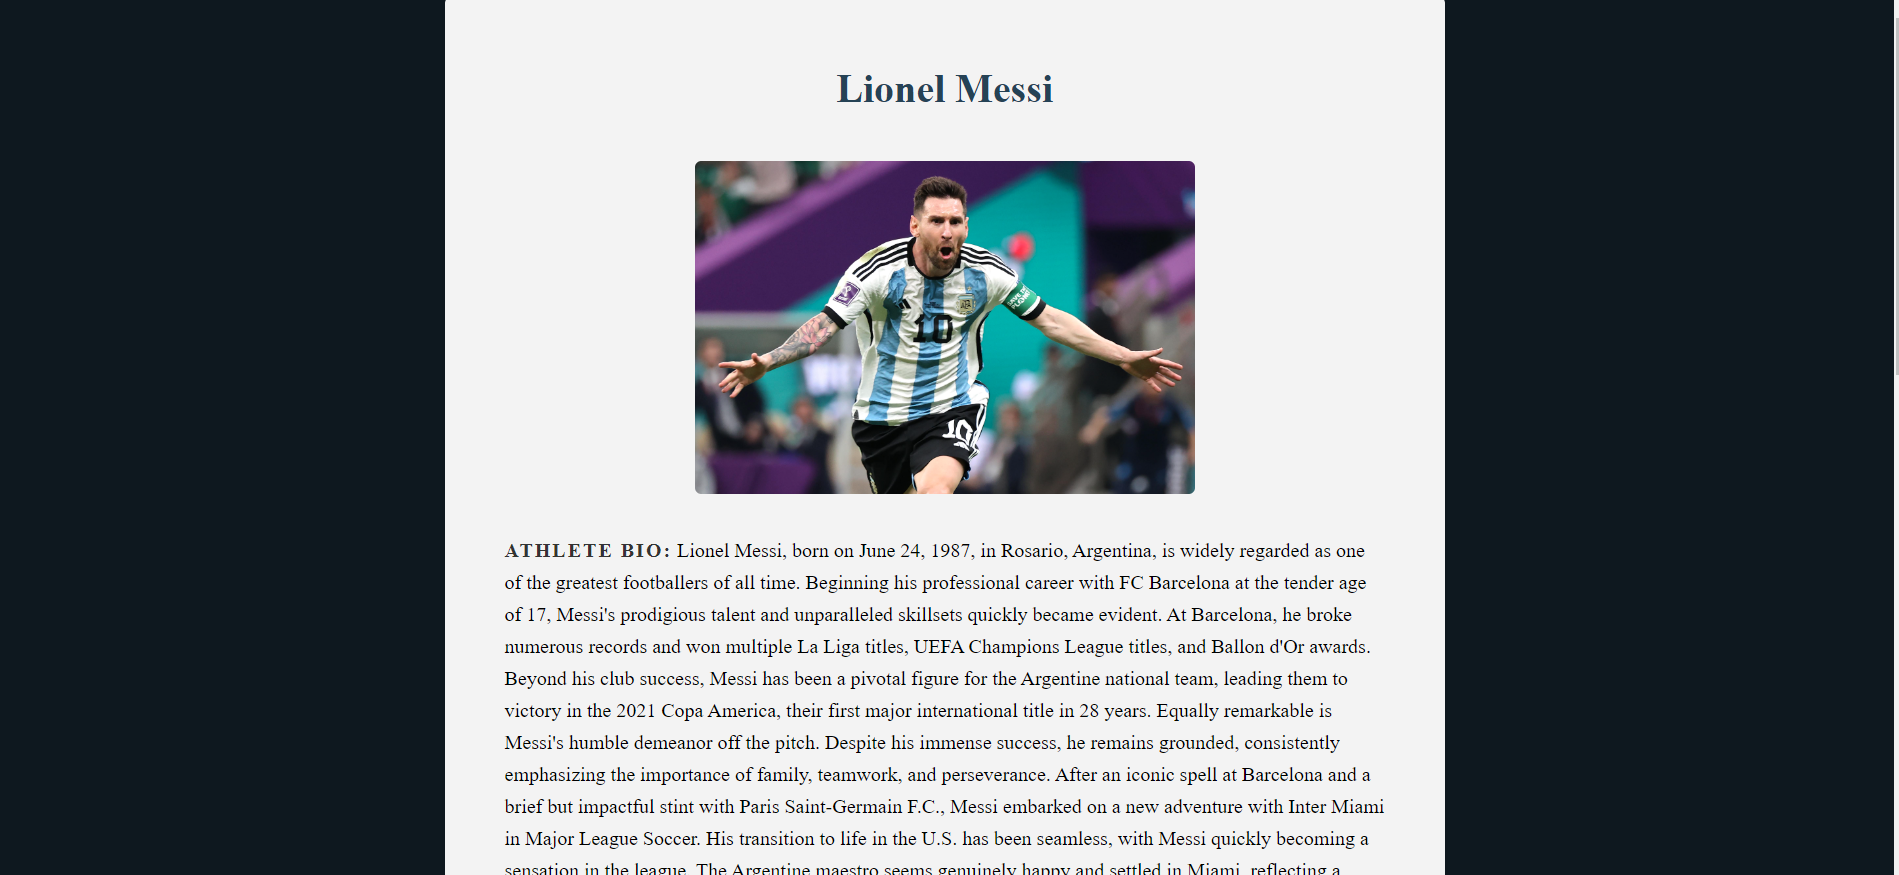 Lionel Messi
10
10
ATHLETE BIO: Lionel Messi, born on June 24, 1987, in Rosario, Argentina, is widely regarded as one
of the greatest footballers of all time. Beginning his professional career with FC Barcelona at the tender age
of 17, Messi's prodigious talent and unparalleled skillsets quickly became evident. At Barcelona, he broke
numerous records and won multiple La Liga titles, UEFA Champions League titles, and Ballon d'Or awards.
Beyond his club success, Messi has been a pivotal figure for the Argentine national team, leading them to
victory in the 2021 Copa America, their first major international title in 28 years. Equally remarkable is
Messi's humble demeanor off the pitch. Despite his immense success, he remains grounded, consistently
emphasizing the importance of family, teamwork, and perseverance. After an iconic spell at Barcelona and a
brief but impactful stint with Paris Saint-Germain F.C., Messi embarked on a new adventure with Inter Miami
in Major League Soccer. His transition to life in the U.S. has been seamless, with Messi quickly becoming a
sensation in the league. The Argentine maestro seems genuinely happy and settled in Miami, reflecting a